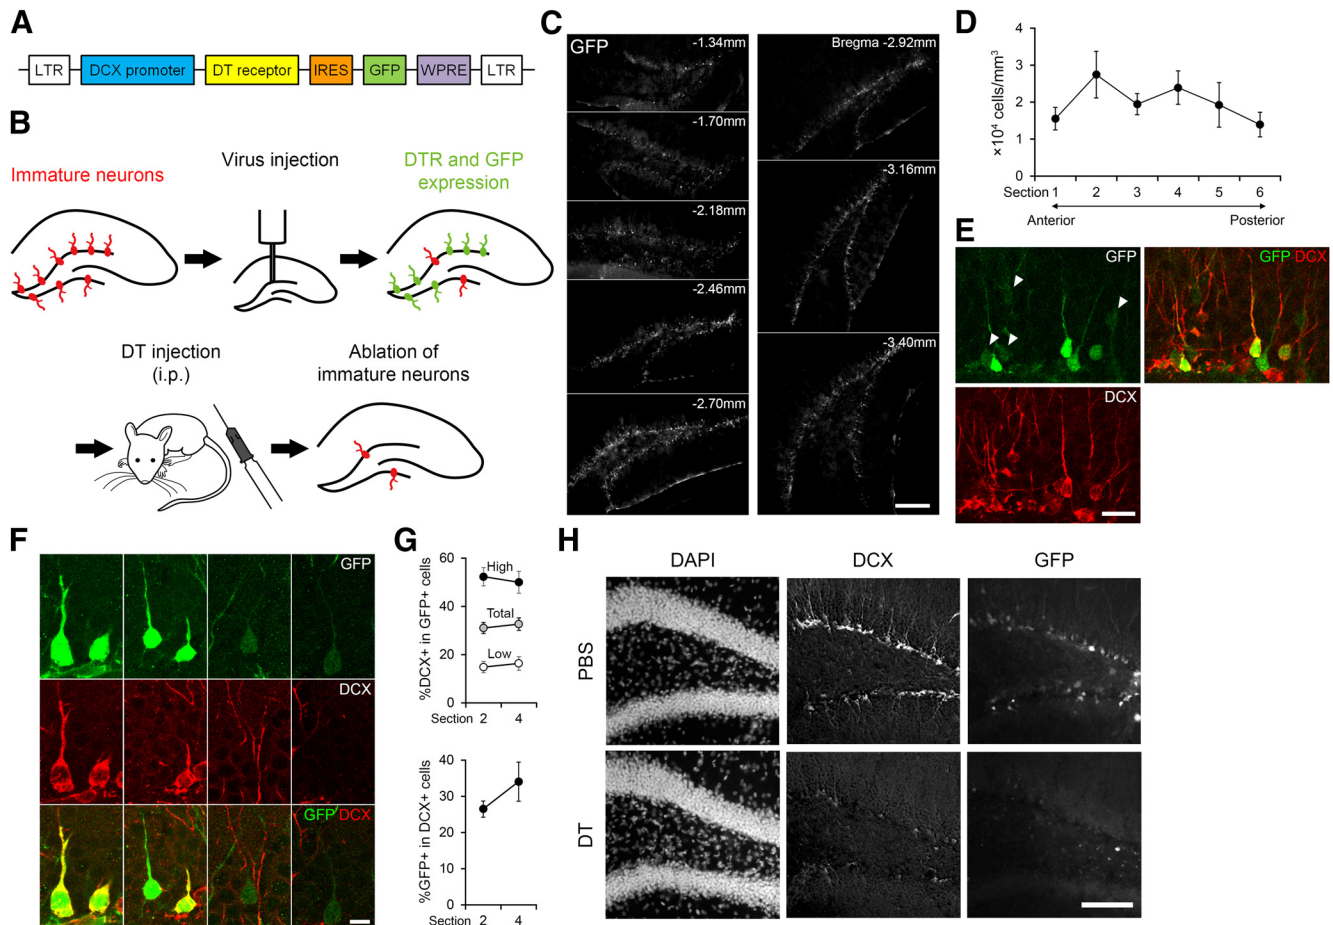 A
LTR DCX promoter DT receptor IRES GFP WPRE LTR
B
Immature neurons
Virus injection
DTR and GFP
expression
DT injection
(i.p.)
Ablation of
immature neurons
C
GFP
-1.34mm
-1.70mm
-2.18mm
-2.46mm
-2.70mm
Bregma -2.92mm
-3.16mm
-3.40mm
D
×10⁴ cells/mm³
4
3
2
1
0
Section 1 2 3 4 5 6
Anterior Posterior
E
GFP
GFP DCX
DCX
F
GFP
DCX
GFP DCX
G
%DCX+ in GFP+ cells
60
40
20
0
High
Total
Low
Section 2 4
%GFP+ in DCX+ cells
40
30
20
10
0
Section 2 4
H
DAPI DCX GFP
PBS
DT